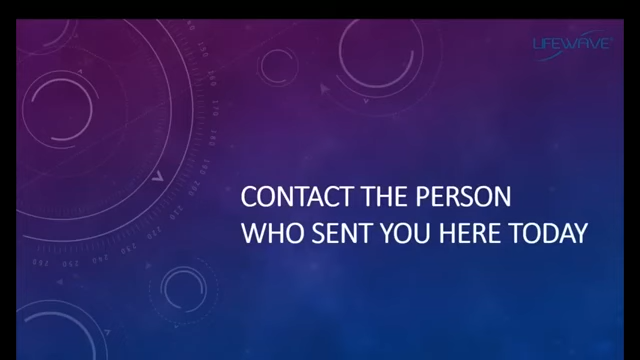 LIFEWAVE
CONTACT THE PERSON
WHO SENT YOU HERE TODAY